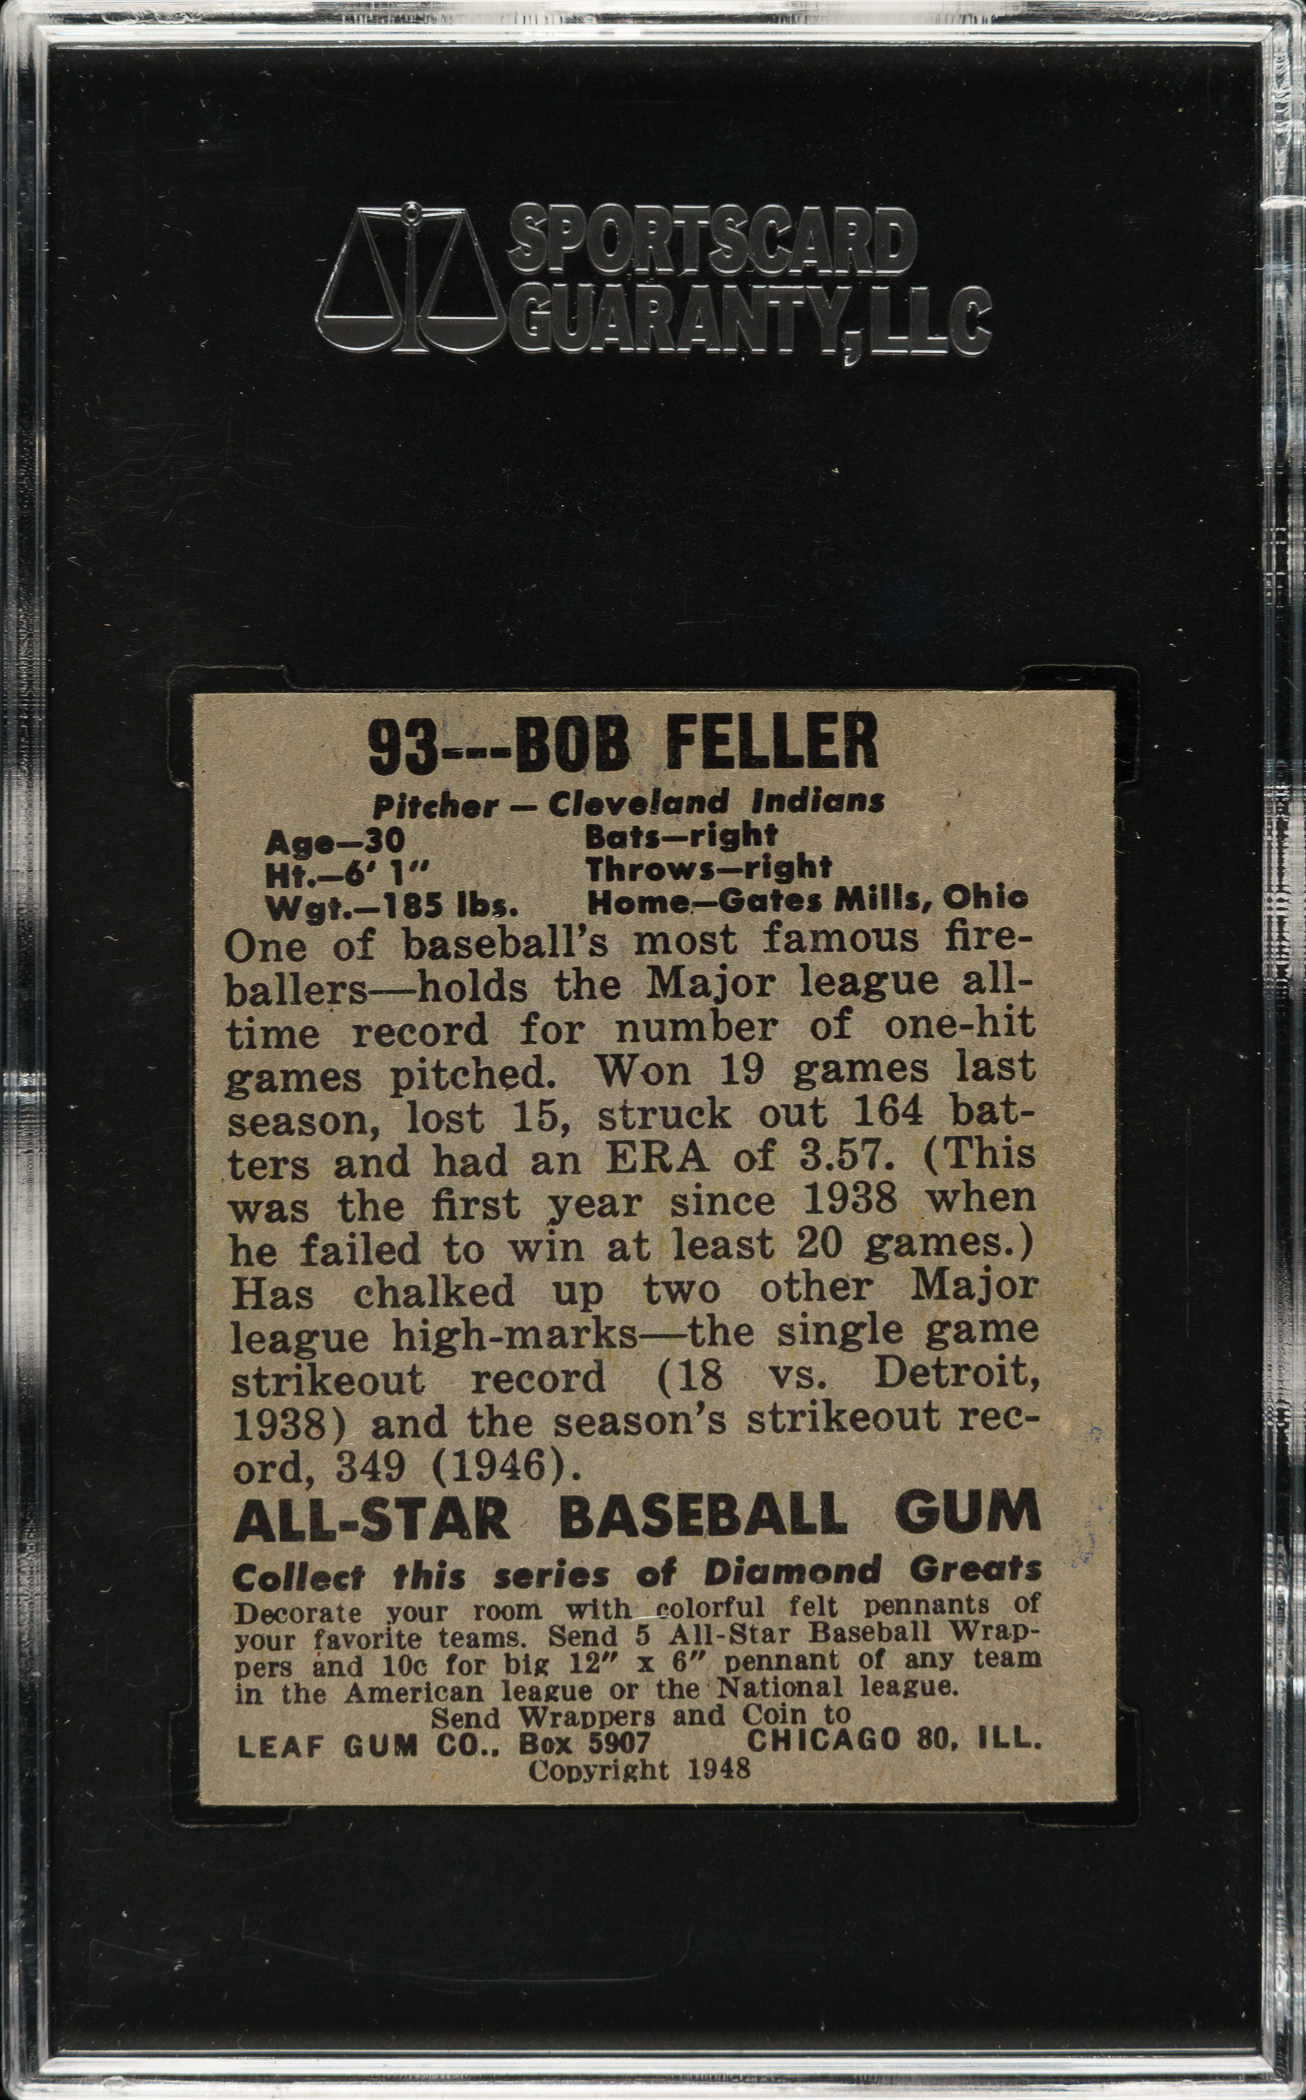 SPORTSCARD
GUARANTY, LLC
93---BOB FELLER
Pitcher – Cleveland Indians
Age—30 Bats—right
Ht.—6' 1" Throws—right
Wgt.—185 lbs. Home—Gates Mills, Ohio
One of baseball's most famous fire-
ballers—holds the Major league all-
time record for number of one-hit
games pitched. Won 19 games last
season, lost 15, struck out 164 bat-
ters and had an ERA of 3.57. (This
was the first year since 1938 when
he failed to win at least 20 games.)
Has chalked up two other Major
league high-marks—the single game
strikeout record (18 vs. Detroit,
1938) and the season's strikeout rec-
ord, 349 (1946).
ALL-STAR BASEBALL GUM
Collect this series of Diamond Greats
Decorate your room with colorful felt pennants of
your favorite teams. Send 5 All-Star Baseball Wrap-
pers and 10c for big 12" x 6" pennant of any team
in the American league or the National league.
Send Wrappers and Coin to
LEAF GUM CO., Box 5907 CHICAGO 80, ILL.
Copyright 1948